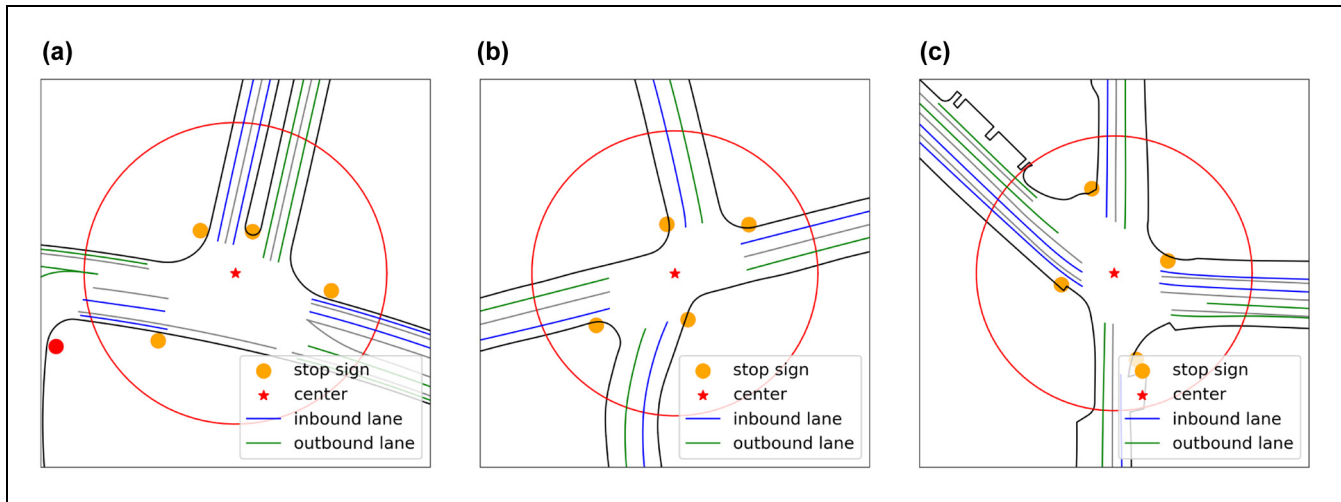 (a)
(b)
(c)
stop sign
center
inbound lane
outbound lane
stop sign
center
inbound lane
outbound lane
stop sign
center
inbound lane
outbound lane